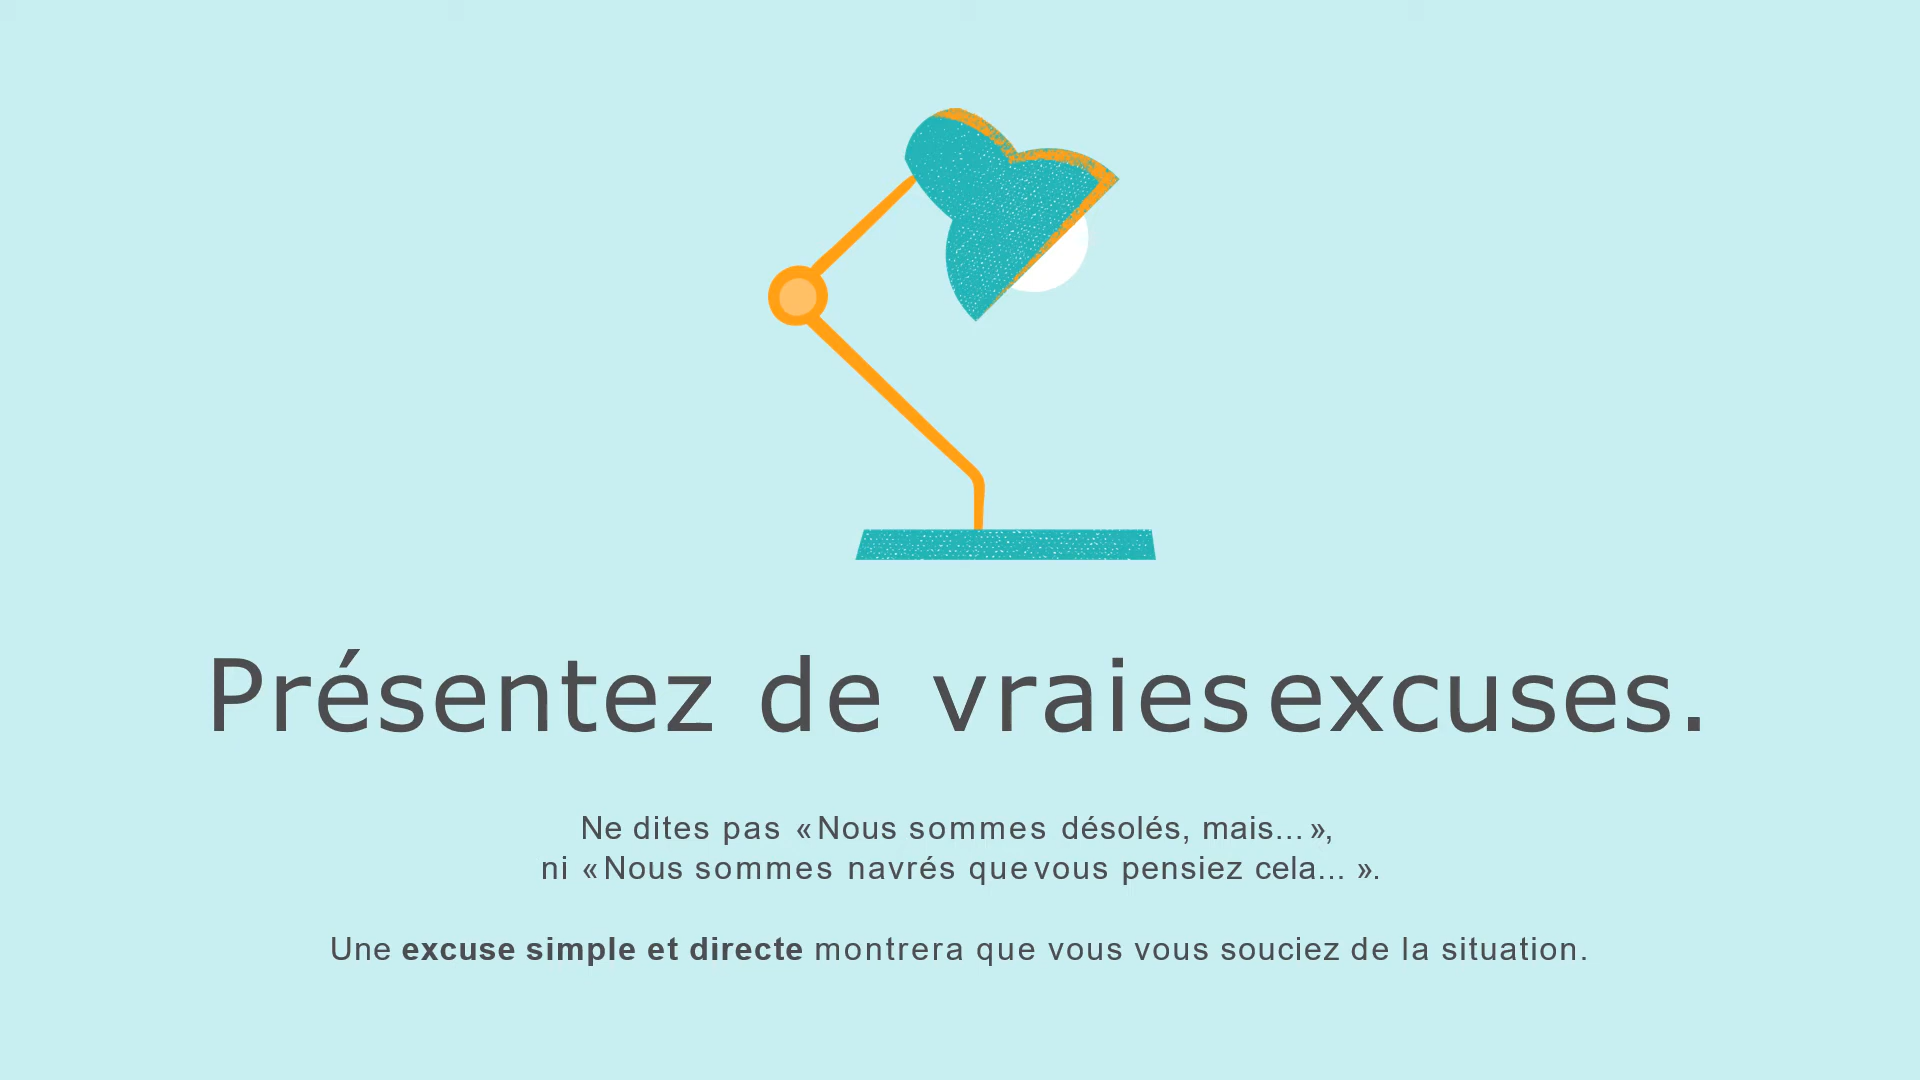 Présentez de vraies excuses.
Ne dites pas « Nous sommes désolés, mais... »,
ni « Nous sommes navrés que vous pensiez cela... ».
Une excuse simple et directe montrera que vous vous souciez de la situation.